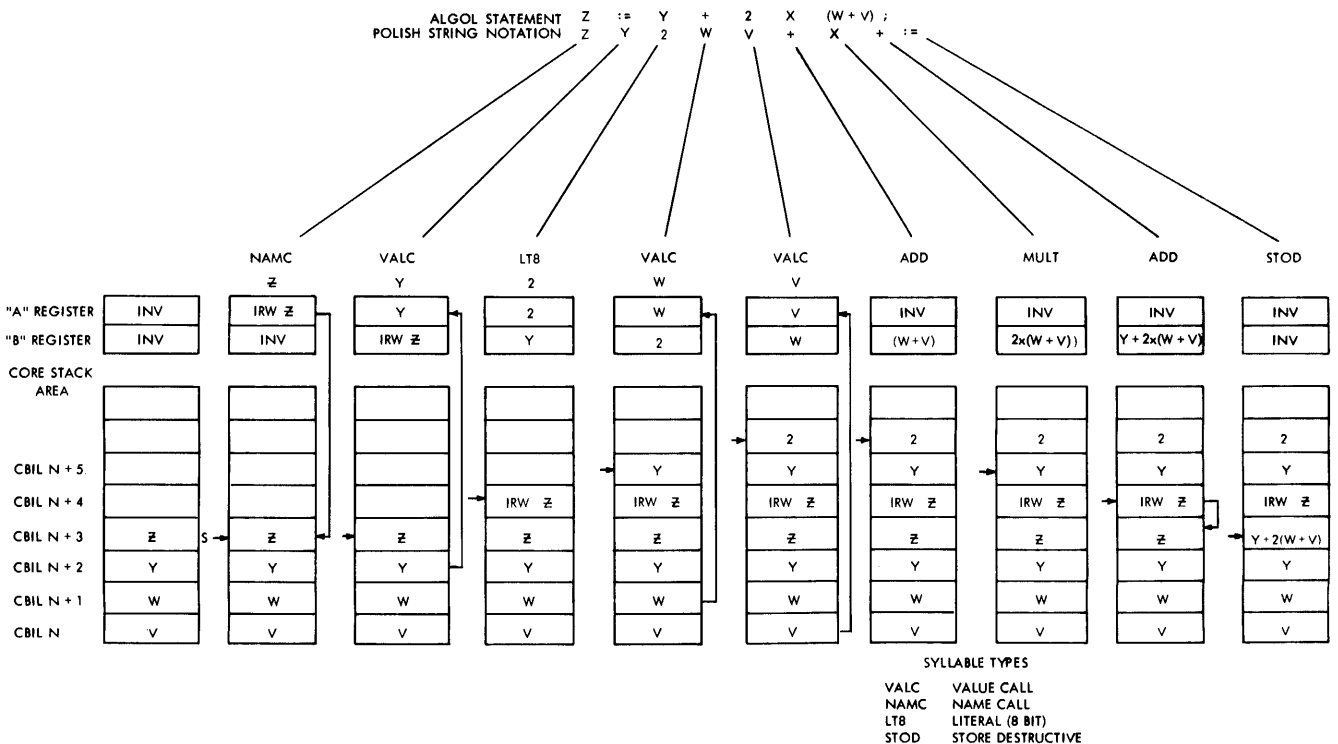 ALGOL STATEMENT Z := Y + 2 X (W + V) ;
POLISH STRING NOTATION Z Y 2 W V + X + :=
NAMC VALC LT8 VALC VALC ADD MULT ADD STOD
Ƶ Y 2 W V
"A" REGISTER INV IRW Ƶ Y 2 W V INV INV INV INV
"B" REGISTER INV INV IRW Ƶ Y 2 W (W+V) 2x(W+V)) Y + 2x(W+V) INV
CORE STACK
AREA
2 2 2 2 2
CBIL N + 5. Y Y Y Y Y Y
CBIL N + 4 IRW Ƶ IRW Ƶ IRW Ƶ IRW Ƶ IRW Ƶ IRW Ƶ IRW Ƶ
CBIL N + 3 Ƶ S Ƶ Ƶ Ƶ Ƶ Ƶ Ƶ Ƶ Ƶ Y + 2(W + V)
CBIL N + 2 Y Y Y Y Y Y Y Y Y Y
CBIL N + 1 W W W W W W W W W W
CBIL N V V V V V V V V V V
SYLLABLE TYPES
VALC VALUE CALL
NAMC NAME CALL
LT8 LITERAL (8 BIT)
STOD STORE DESTRUCTIVE